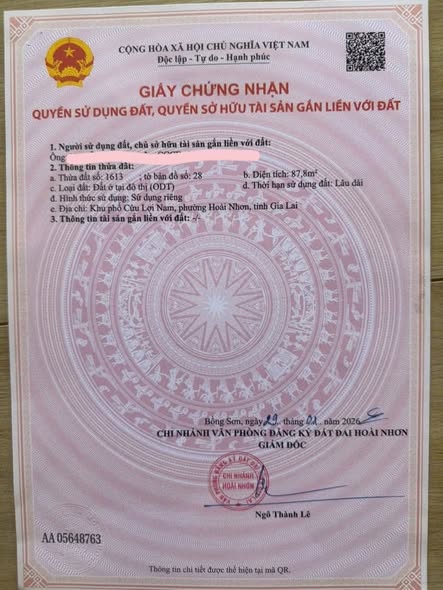 CỘNG HÒA XÃ HỘI CHỦ NGHĨA VIỆT NAM
Độc lập - Tự do - Hạnh phúc
GIẤY CHỨNG NHẬN
QUYỀN SỬ DỤNG ĐẤT, QUYỀN SỞ HỮU TÀI SẢN GẮN LIỀN VỚI ĐẤT
1. Người sử dụng đất, chủ sở hữu tài sản gắn liền với đất:
Ông:
2. Thông tin thửa đất:
a. Thửa đất số: 1613 ; tờ bản đồ số: 28 b. Diện tích: 87,8m²
c. Loại đất: Đất ở tại đô thị (ODT) d. Thời hạn sử dụng đất: Lâu dài
đ. Hình thức sử dụng: Sử dụng riêng
e. Địa chỉ: Khu phố Cửu Lợi Nam, phường Hoài Nhơn, tỉnh Gia Lai
3. Thông tin tài sản gắn liền với đất: -/-
Bồng Sơn, ngày 29 tháng 01 năm 2026
CHI NHÁNH VĂN PHÒNG ĐĂNG KÝ ĐẤT ĐAI HOÀI NHƠN
GIÁM ĐỐC
CHI NHÁNH
HOÀI NHƠN
Ngô Thành Lê
AA 05648763
Thông tin chi tiết được thể hiện tại mã QR.